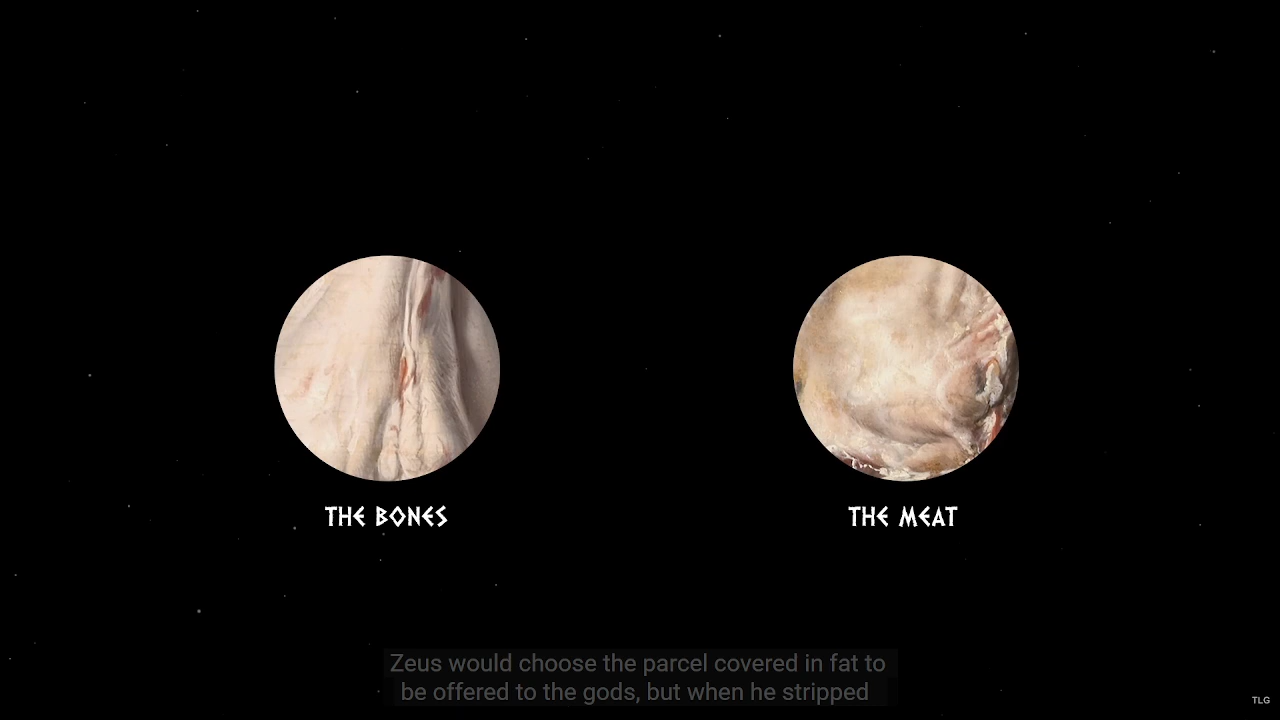 THE BONES
THE MEAT
Zeus would choose the parcel covered in fat to
be offered to the gods, but when he stripped
TLG